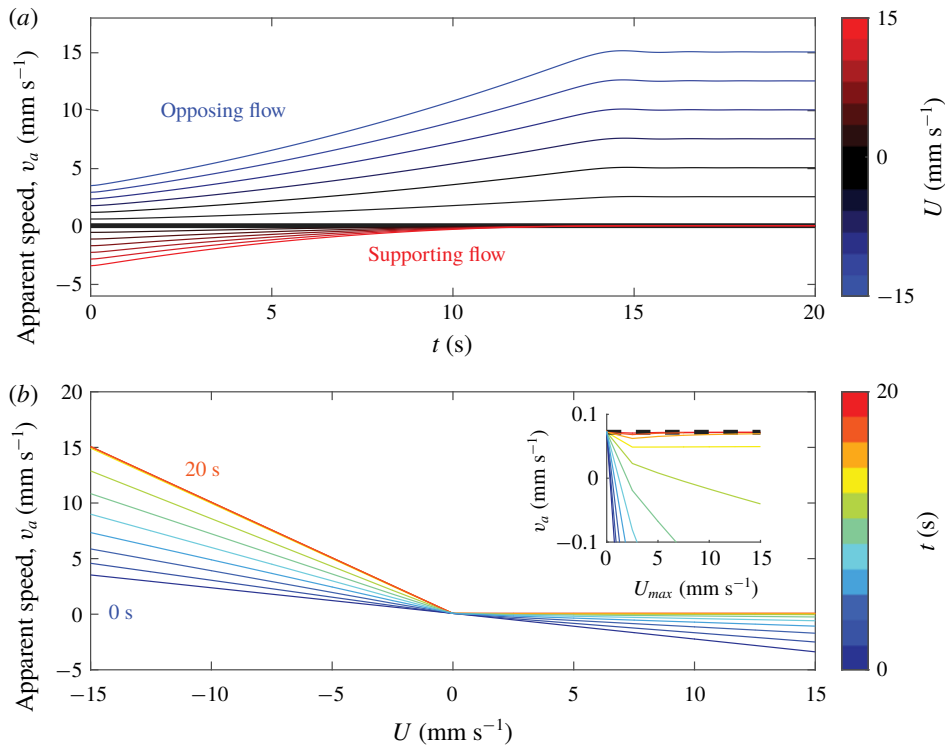 (a)
Apparent speed, v_a (mm s⁻¹)
15
10
5
0
−5
Opposing flow
Supporting flow
0
5
10
15
20
t (s)
15
0
−15
U (mm s⁻¹)
(b)
Apparent speed, v_a (mm s⁻¹)
20
15
10
5
0
−5
20 s
0 s
−15
−10
−5
0
5
10
15
U (mm s⁻¹)
v_a (mm s⁻¹)
0.1
0
−0.1
0
5
10
15
U_max (mm s⁻¹)
20
0
t (s)